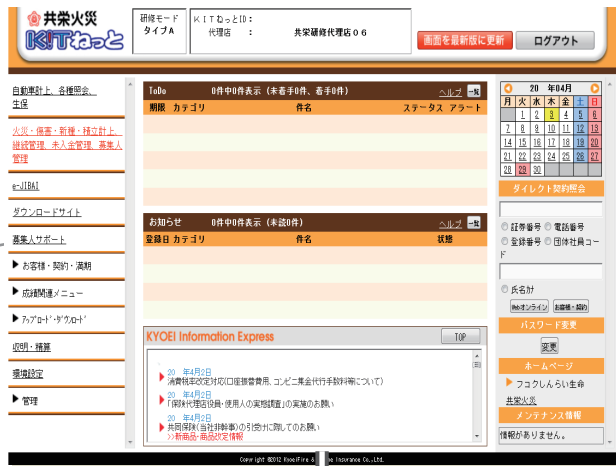 共栄火災
KITねっと
研修モード
タイプA
KITねっとID：
代理店 ： 共栄研修代理店06
画面を最新版に更新
ログアウト
自動車計上、各種照会、
生保
火災・傷害・新種・積立計上、
継続管理、未入金管理、募集人
管理
e-JIBAI
ダウンロードサイト
募集人サポート
▶ お客様・契約・満期
▶ 成績関連メニュー
▶ アップロード・ダウンロード
収明・積算
環境設定
▶ 管理
ToDo 0件中0件表示（未着手0件、着手0件） ヘルプ 一覧
期限 カテゴリ 件名 ステータス アラート
お知らせ 0件中0件表示（未読0件） ヘルプ 一覧
登録日 カテゴリ 件名 状態
KYOEI Information Express TOP
20 年4月2日
消費税率改定対応(口座振替費用、コンビニ集金代行手数料等について)
20 年4月2日
「保険代理店役員・使用人の実態調査」の実施のお願い
20 年4月2日
共同保険(当社非幹事)の引受けに際してのお願い
>>新商品・商品改定情報
20 年04月
月 火 水 木 金 土 日
1 2 3 4 5 6
7 8 9 10 11 12 13
14 15 16 17 18 19 20
21 22 23 24 25 26 27
28 29 30
ダイレクト契約照会
証券番号 電話番号
登録番号 団体社員コー
ド
氏名カナ
Webオンライン お客様・契約
パスワード変更
変更
ホームページ
フコクしんらい生命
共栄火災
メンテナンス情報
情報がありません。